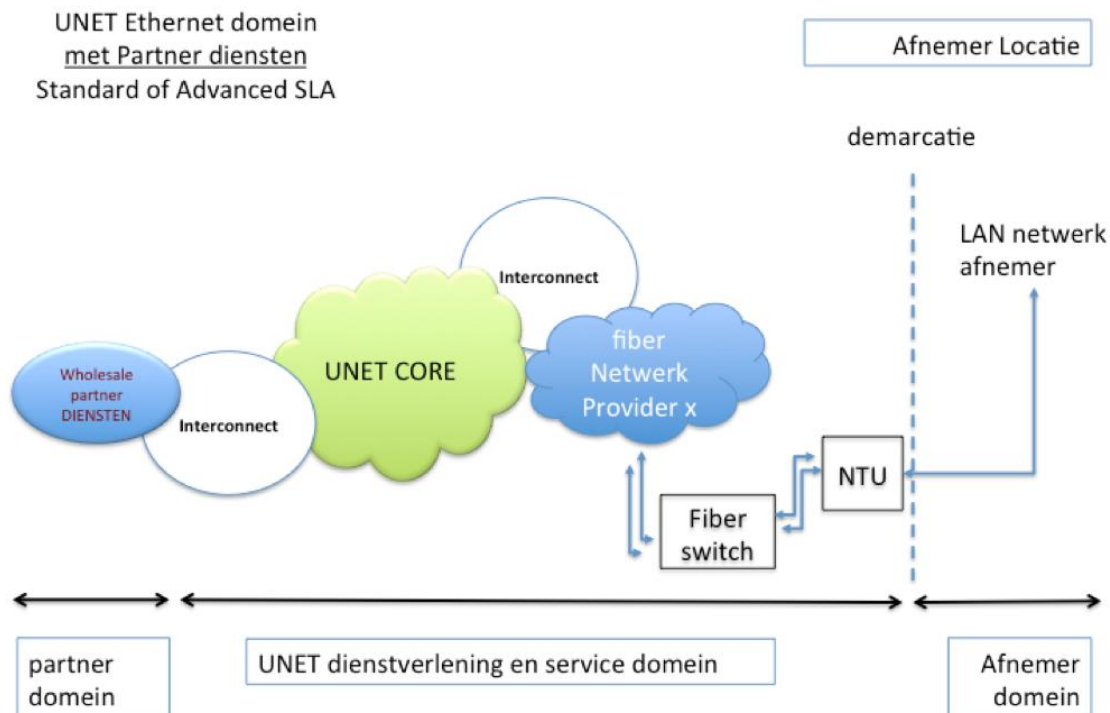 UNET Ethernet domein
met Partner diensten
Standard of Advanced SLA
Afnemer Locatie
demarcatie
LAN netwerk
afnemer
Interconnect
fiber
Netwerk
Provider x
UNET CORE
Wholesale
partner
DIENSTEN
Interconnect
NTU
Fiber
switch
partner
domein
UNET dienstverlening en service domein
Afnemer
domein